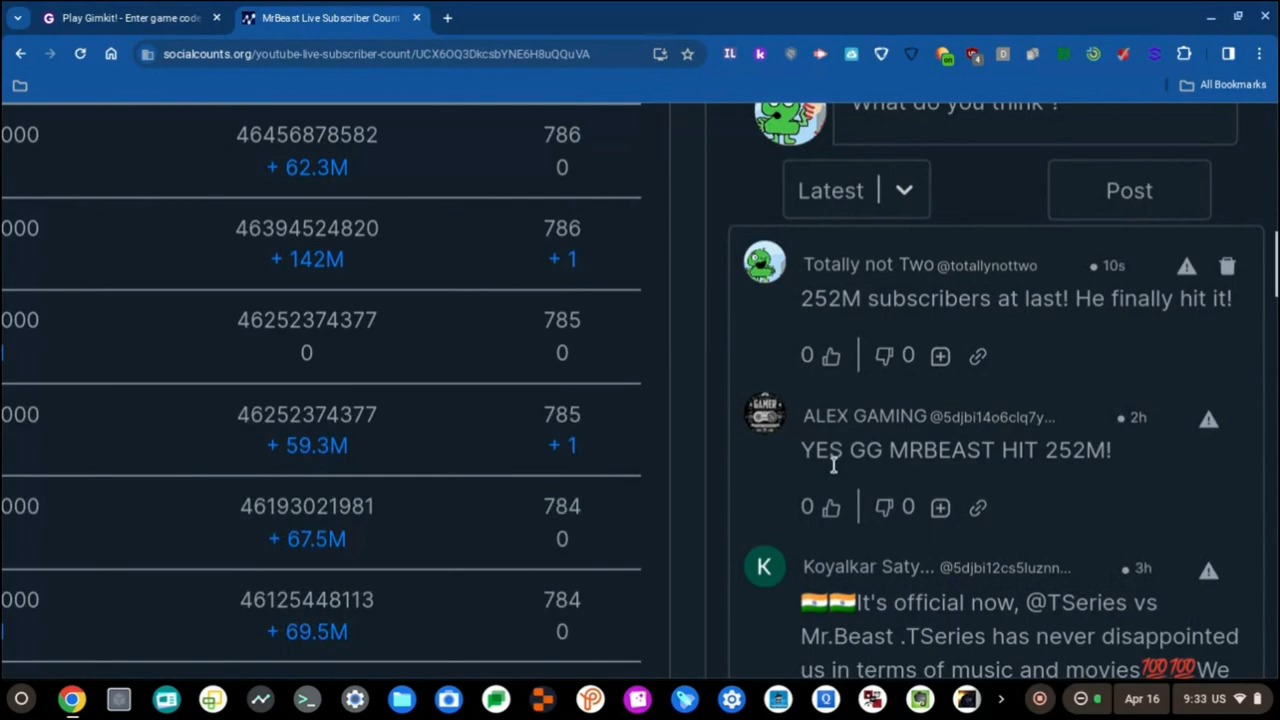 Play Gimkit! - Enter game code
MrBeast Live Subscriber Count
socialcounts.org/youtube-live-subscriber-count/UCX6OQ3DkcsbYNE6H8uQQuVA
All Bookmarks
000 46456878582 786
+ 62.3M 0
000 46394524820 786
+ 142M + 1
000 46252374377 785
0 0
000 46252374377 785
+ 59.3M + 1
000 46193021981 784
+ 67.5M 0
000 46125448113 784
+ 69.5M 0
What do you think ?
Latest Post
Totally not Two @totallynottwo • 10s
252M subscribers at last! He finally hit it!
0 0
ALEX GAMING @5djbi14o6clq7y... • 2h
YES GG MRBEAST HIT 252M!
0 0
K Koyalkar Saty... @5djbi12cs5luznn... • 3h
🇮🇳🇮🇳It's official now, @TSeries vs
Mr.Beast .TSeries has never disappointed
us in terms of music and movies💯💯We
Apr 16 9:33 US